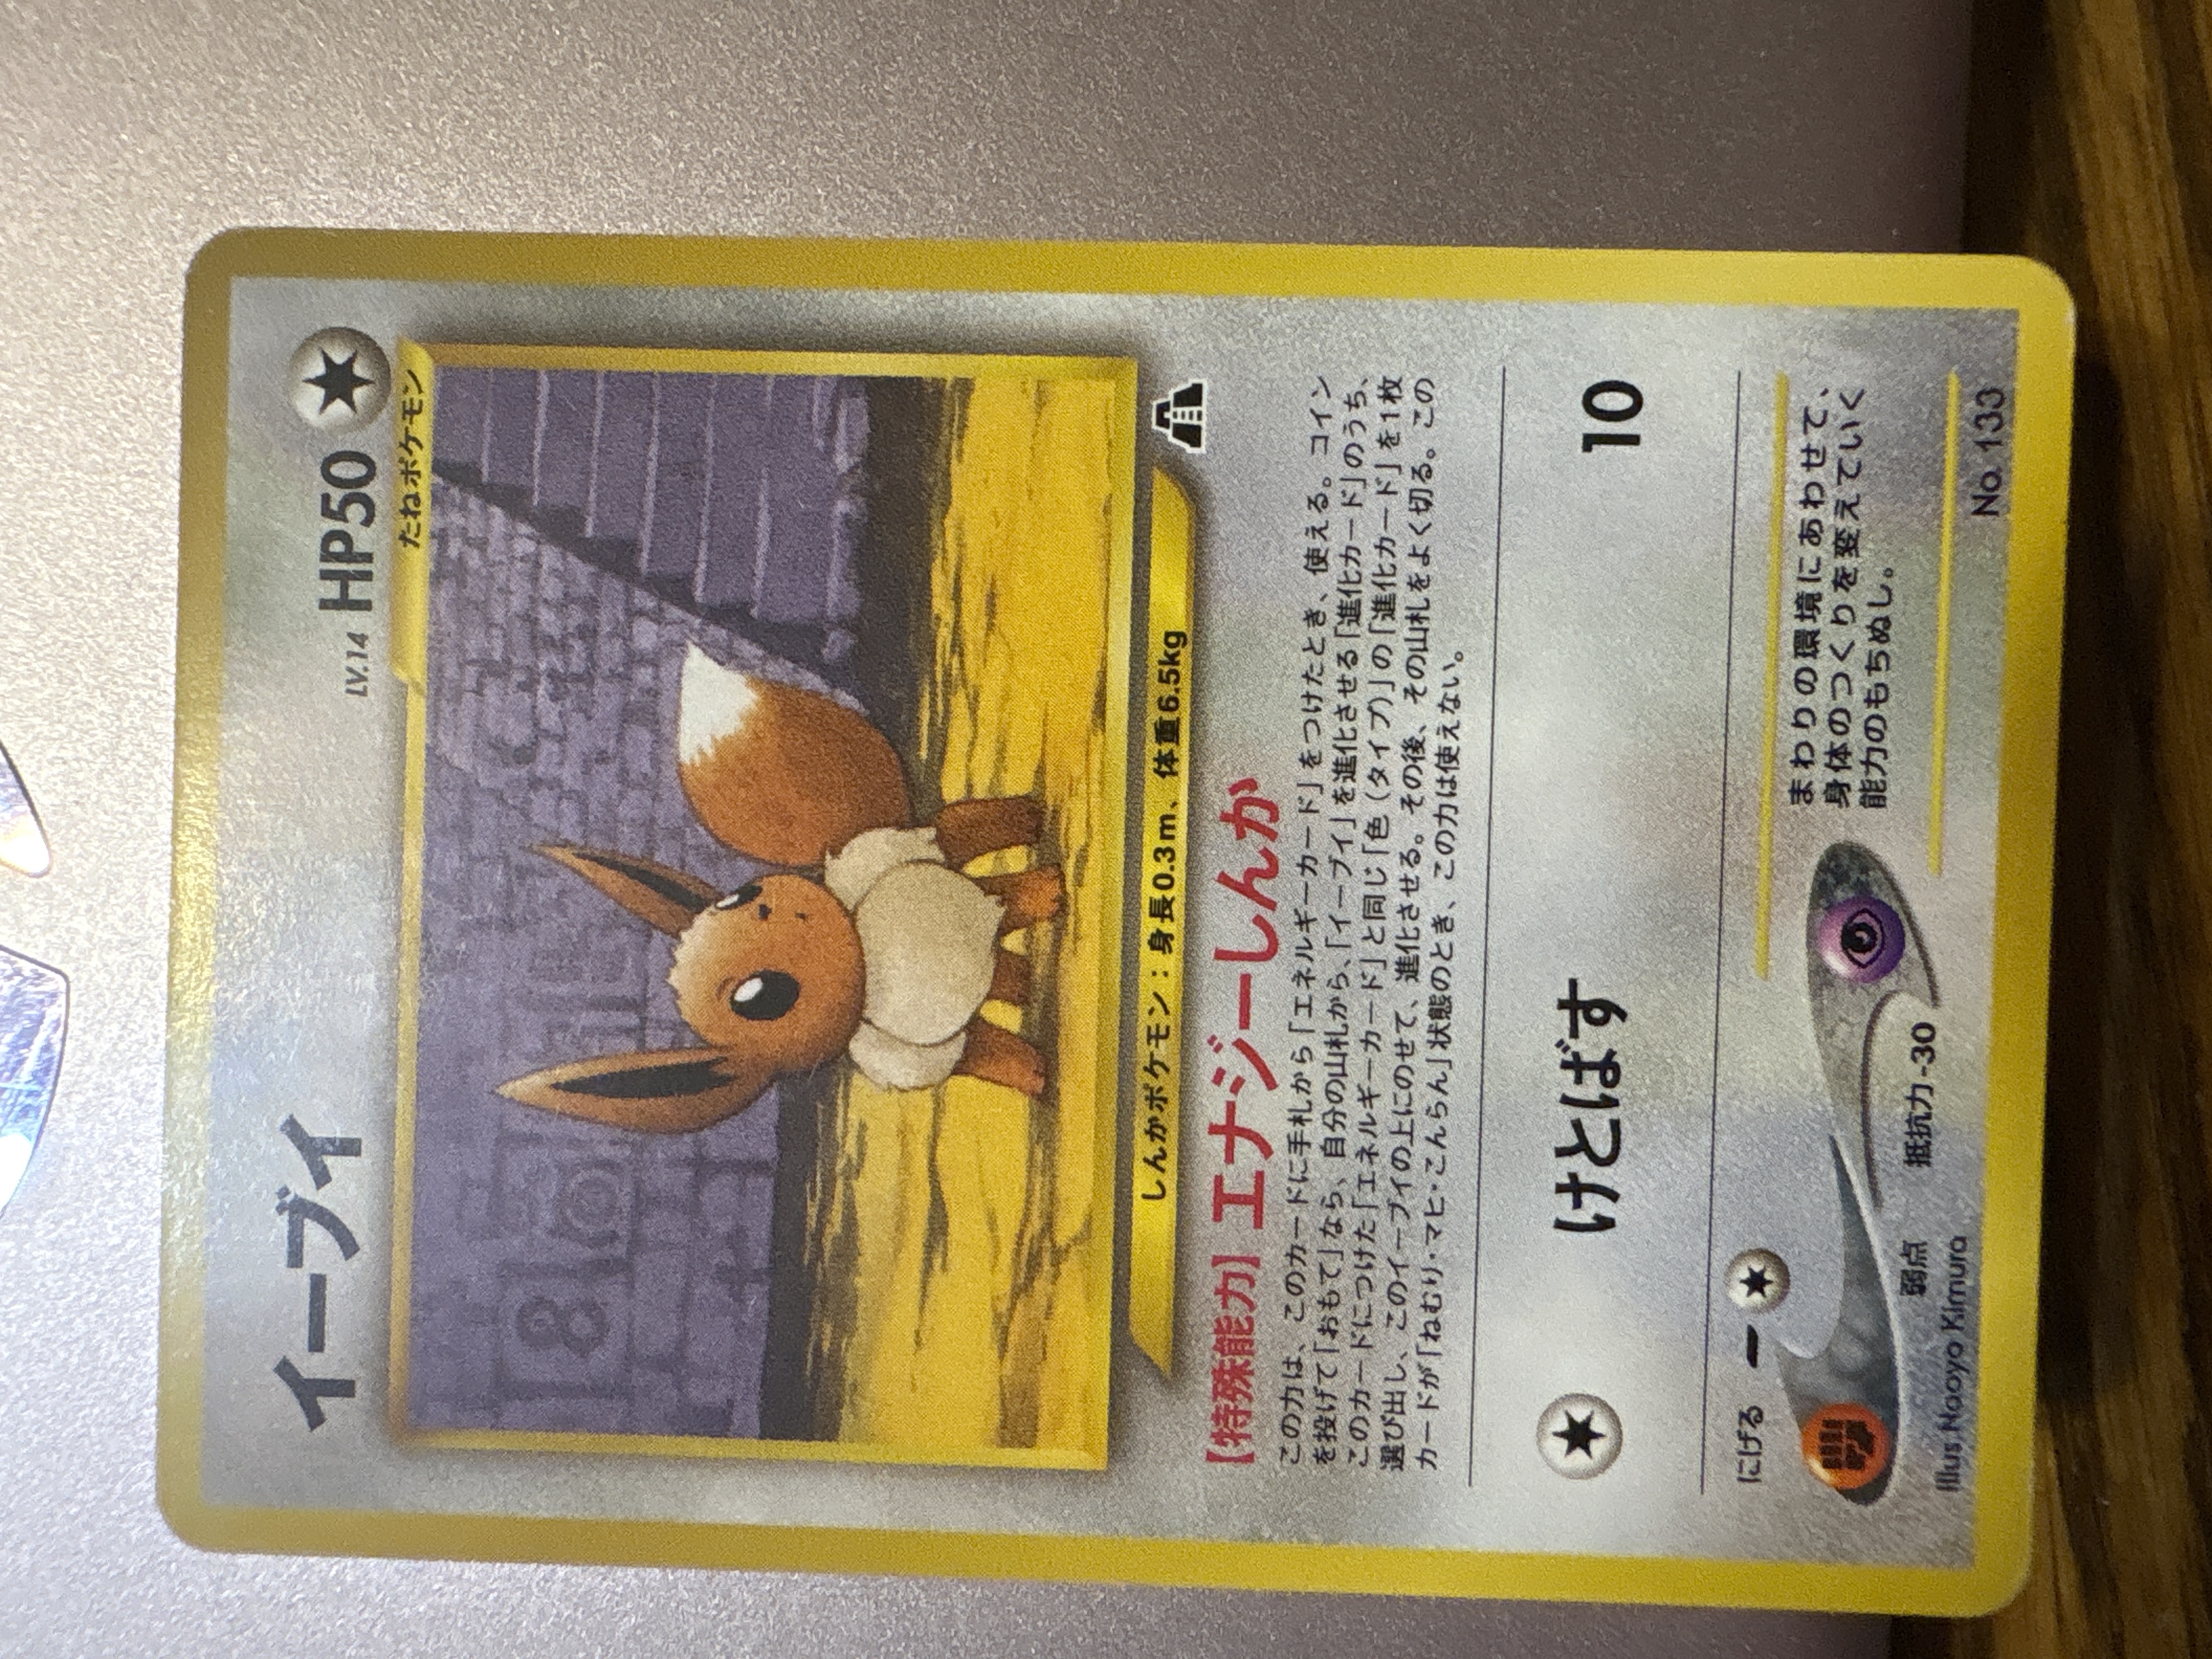 イーブイ
LV.14 HP50
たねポケモン
しんかポケモン：身長0.3m、体重6.5kg
【特殊能力】エナジーしんか
この力は、このカードに手札から「エネルギーカード」をつけたとき、使える。コイン
を投げて「おもて」なら、自分の山札から、「イーブイ」を進化させる「進化カード」のうち、
このカードにつけた「エネルギーカード」と同じ「色（タイプ）」の「進化カード」を1枚
選び出し、このイーブイの上にのせて、進化させる。その後、その山札をよく切る。この
カードが「ねむり・マヒ・こんらん」状態のとき、この力は使えない。
けとばす 10
にげる
まわりの環境にあわせて、
身体のつくりを変えていく
能力のもちぬし。
弱点 抵抗力 -30
Illus. Naoyo Kimura No. 133